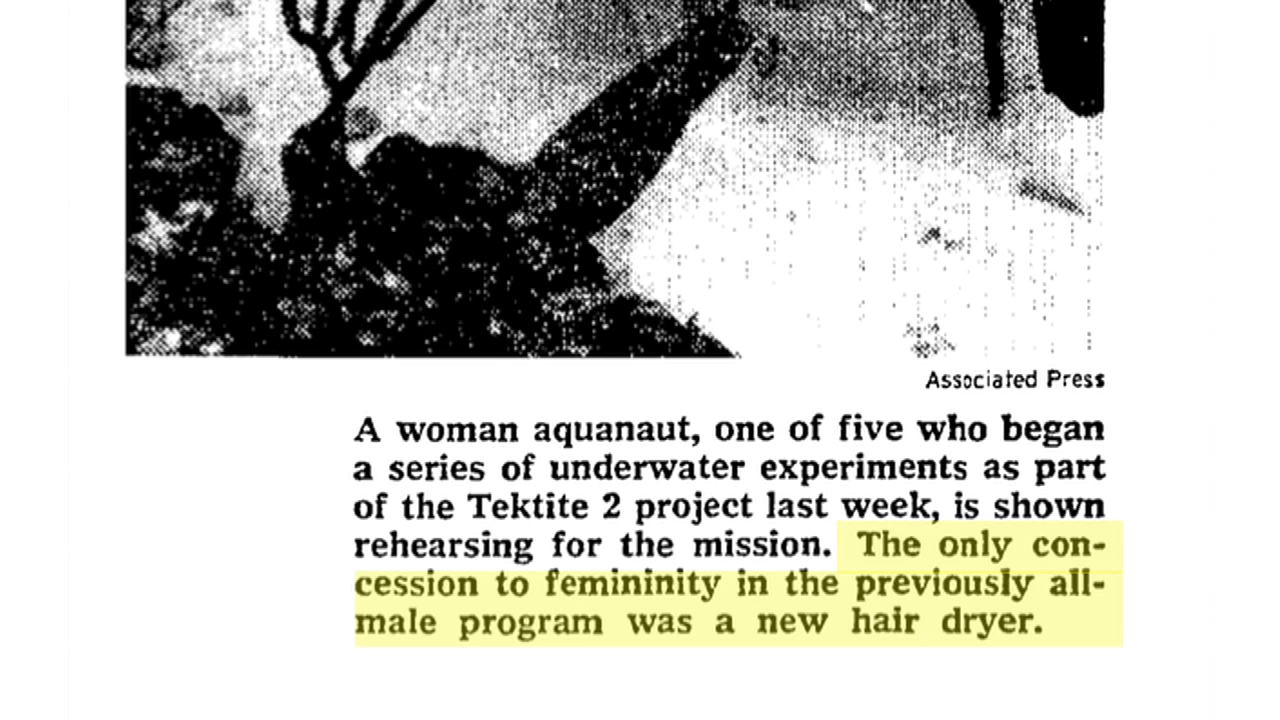 Associated Press
A woman aquanaut, one of five who began
a series of underwater experiments as part
of the Tektite 2 project last week, is shown
rehearsing for the mission. The only con-
cession to femininity in the previously all-
male program was a new hair dryer.